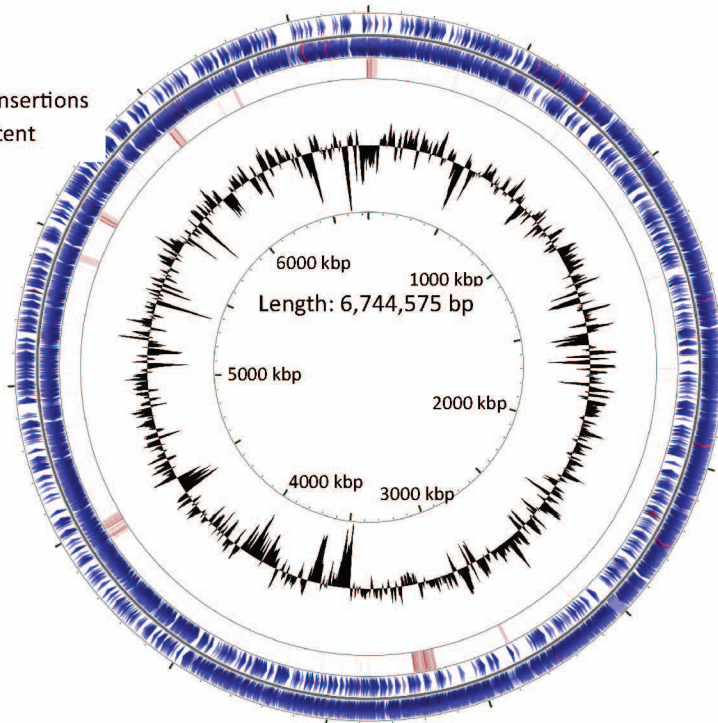 nsertions
tent
6000 kbp
1000 kbp
Length: 6,744,575 bp
5000 kbp
2000 kbp
4000 kbp
3000 kbp